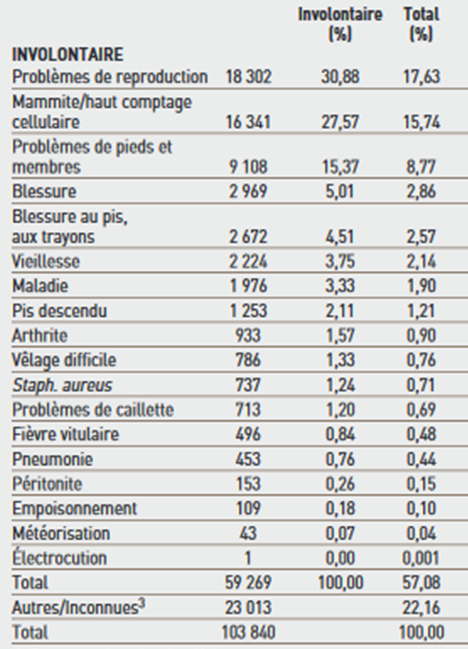 Involontaire Total
(%) (%)
INVOLONTAIRE
Problèmes de reproduction 18 302 30,88 17,63
Mammite/haut comptage
cellulaire 16 341 27,57 15,74
Problèmes de pieds et
membres 9 108 15,37 8,77
Blessure 2 969 5,01 2,86
Blessure au pis,
aux trayons 2 672 4,51 2,57
Vieillesse 2 224 3,75 2,14
Maladie 1 976 3,33 1,90
Pis descendu 1 253 2,11 1,21
Arthrite 933 1,57 0,90
Vêlage difficile 786 1,33 0,76
Staph. aureus 737 1,24 0,71
Problèmes de caillette 713 1,20 0,69
Fièvre vitulaire 496 0,84 0,48
Pneumonie 453 0,76 0,44
Péritonite 153 0,26 0,15
Empoisonnement 109 0,18 0,10
Météorisation 43 0,07 0,04
Électrocution 1 0,00 0,001
Total 59 269 100,00 57,08
Autres/Inconnues³ 23 013 22,16
Total 103 840 100,00